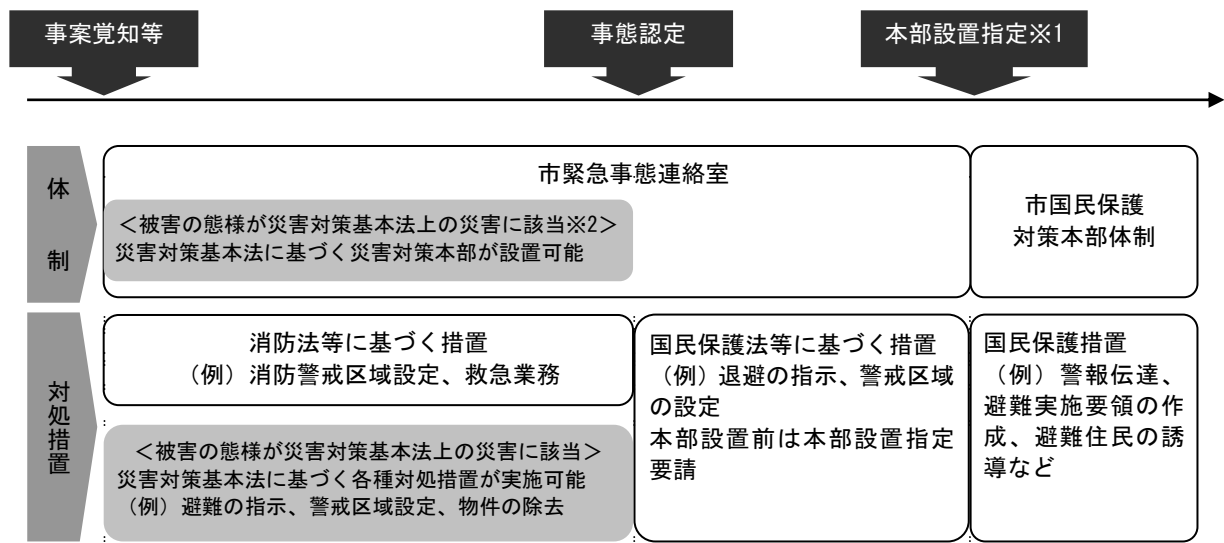 事案覚知等
事態認定
本部設置指定※1
体制
市緊急事態連絡室
＜被害の態様が災害対策基本法上の災害に該当※2＞
災害対策基本法に基づく災害対策本部が設置可能
市国民保護
対策本部体制
対処措置
消防法等に基づく措置
（例）消防警戒区域設定、救急業務
＜被害の態様が災害対策基本法上の災害に該当＞
災害対策基本法に基づく各種対処措置が実施可能
（例）避難の指示、警戒区域設定、物件の除去
国民保護法等に基づく措置
（例）退避の指示、警戒区域
の設定
本部設置前は本部設置指定
要請
国民保護措置
（例）警報伝達、
避難実施要領の作
成、避難住民の誘
導など